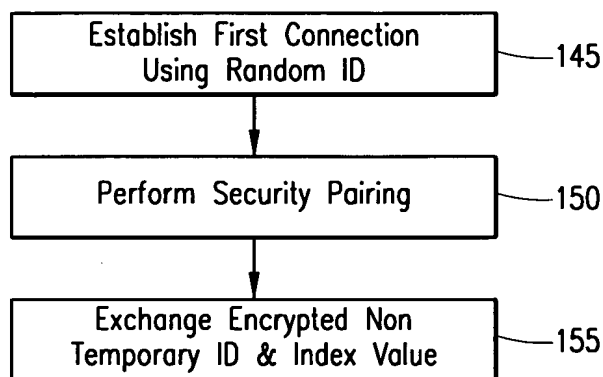 Establish First Connection
Using Random ID
145
Perform Security Pairing
150
Exchange Encrypted Non
Temporary ID & Index Value
155